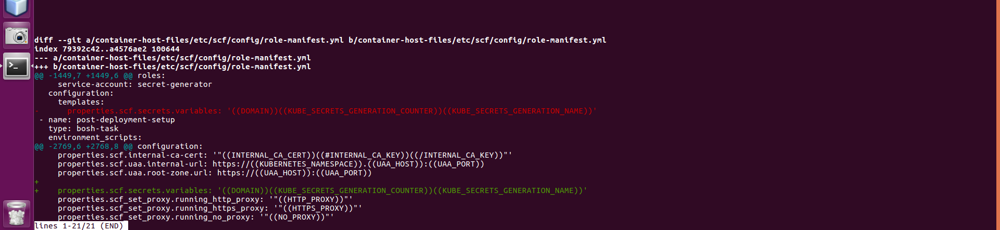 diff --git a/container-host-files/etc/scf/config/role-manifest.yml b/container-host-files/etc/scf/config/role-manifest.yml
index 79392c42..a4576ae2 100644
--- a/container-host-files/etc/scf/config/role-manifest.yml
+++ b/container-host-files/etc/scf/config/role-manifest.yml
@@ -1449,7 +1449,6 @@ roles:
     service-account: secret-generator
   configuration:
     templates:
-      properties.scf.secrets.variables: '((DOMAIN))((KUBE_SECRETS_GENERATION_COUNTER))((KUBE_SECRETS_GENERATION_NAME))'
 - name: post-deployment-setup
   type: bosh-task
   environment_scripts:
@@ -2769,6 +2768,8 @@ configuration:
     properties.scf.internal-ca-cert: '"((INTERNAL_CA_CERT))((#INTERNAL_CA_KEY))((/INTERNAL_CA_KEY))"'
     properties.scf.uaa.internal-url: https://((KUBERNETES_NAMESPACE)).((UAA_HOST)):((UAA_PORT))
     properties.scf.uaa.root-zone.url: https://((UAA_HOST)):((UAA_PORT))
+
+    properties.scf.secrets.variables: '((DOMAIN))((KUBE_SECRETS_GENERATION_COUNTER))((KUBE_SECRETS_GENERATION_NAME))'
     properties.scf_set_proxy.running_http_proxy: '"((HTTP_PROXY))"'
     properties.scf_set_proxy.running_https_proxy: '"((HTTPS_PROXY))"'
     properties.scf_set_proxy.running_no_proxy: '"((NO_PROXY))"'
lines 1-21/21 (END)